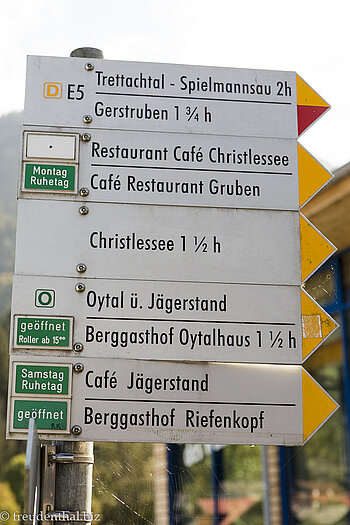 D E5 Trettachtal - Spielmannsau 2h
Gerstruben 1 ¾ h
Restaurant Café Christlessee
Montag
Ruhetag
Café Restaurant Gruben
Christlessee 1 ½ h
O
Oytal ü. Jägerstand
geöffnet
Roller ab 15⁰⁰
Berggasthof Oytalhaus 1 ½ h
Samstag
Ruhetag
Café Jägerstand
geöffnet
Berggasthof Riefenkopf
©freudenthal.biz